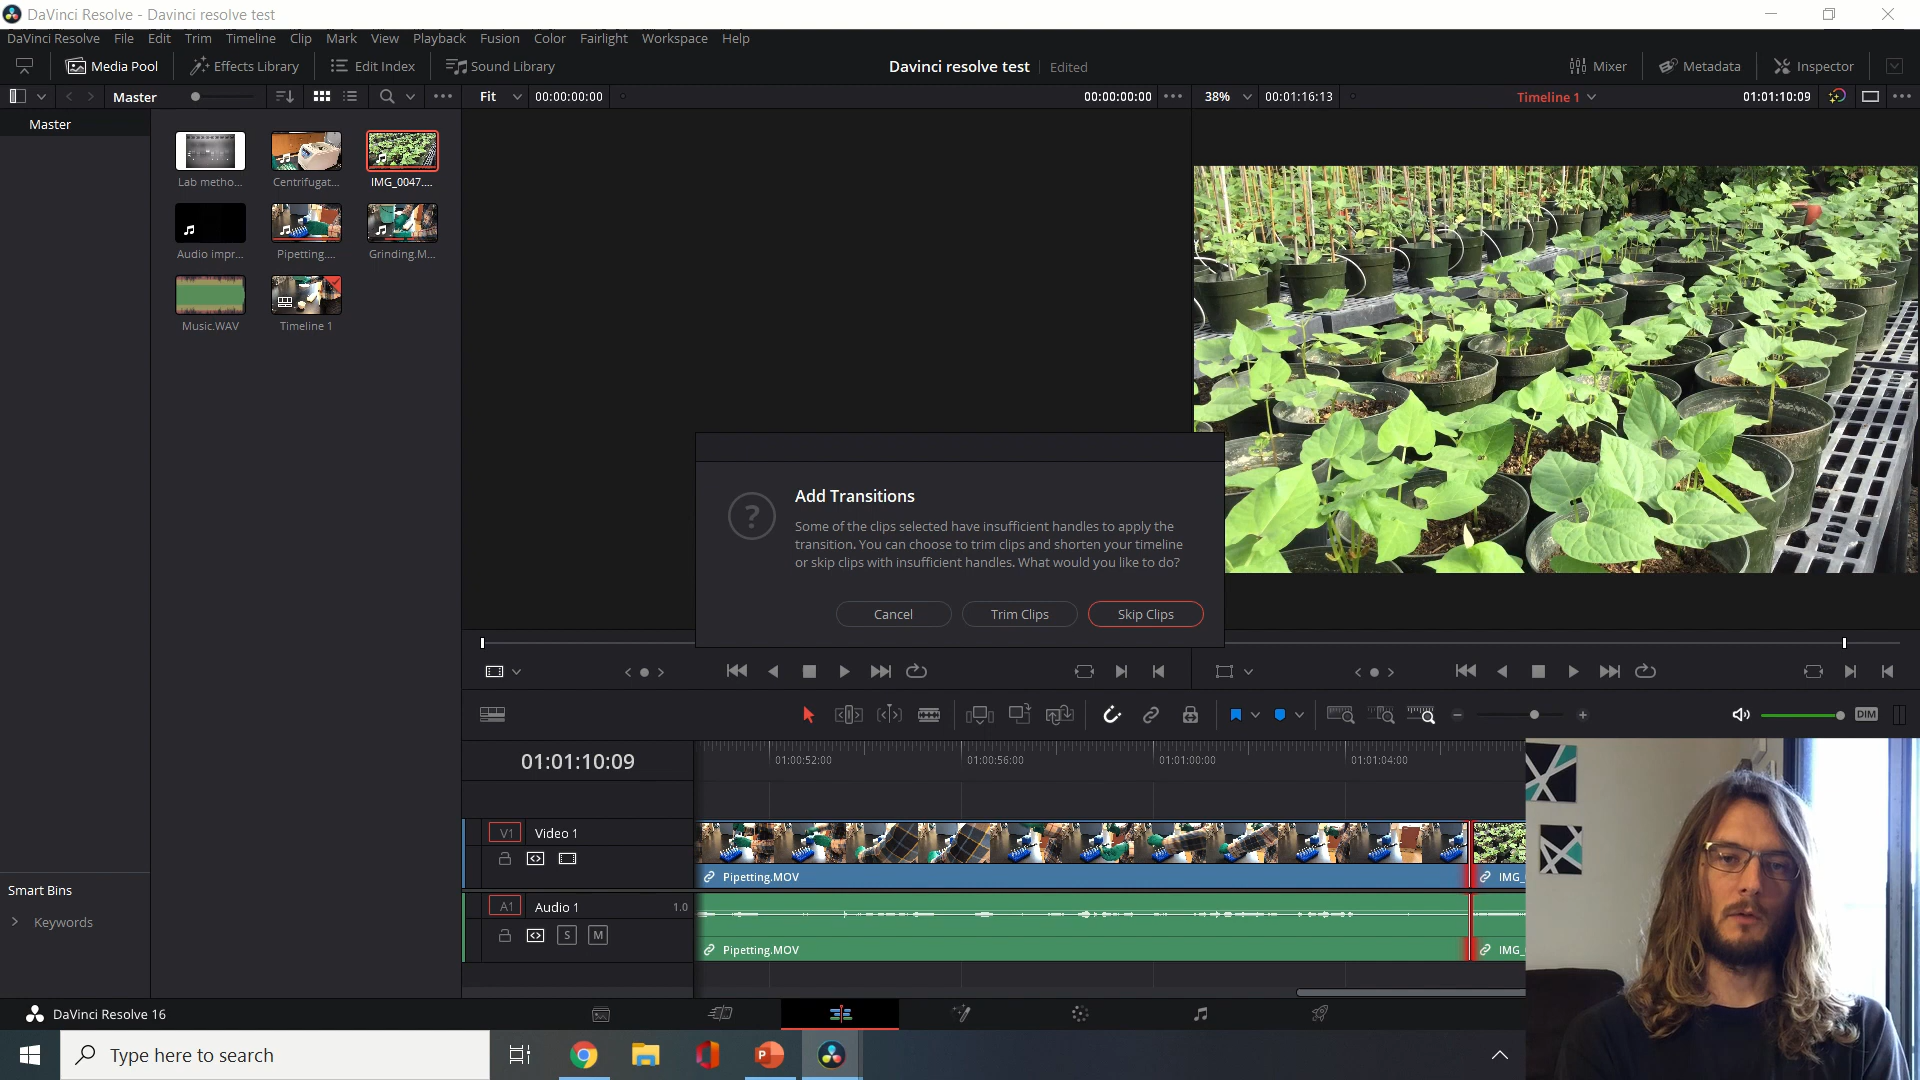 DaVinci Resolve - Davinci resolve test
DaVinci Resolve File Edit Trim Timeline Clip Mark View Playback Fusion Color Fairlight Workspace Help
Media Pool Effects Library Edit Index Sound Library Davinci resolve test Edited Mixer Metadata Inspector
Master Fit 00:00:00:00 00:00:00:00 38% 00:01:16:13 Timeline 1 01:01:10:09
Master
Lab metho... Centrifugat... IMG_0047....
Audio impr... Pipetting.... Grinding.M...
Music.WAV Timeline 1
Add Transitions
Some of the clips selected have insufficient handles to apply the
transition. You can choose to trim clips and shorten your timeline
or skip clips with insufficient handles. What would you like to do?
Cancel Trim Clips Skip Clips
DIM
01:01:10:09 01:00:52:00 01:00:56:00 01:01:00:00 01:01:04:00
V1 Video 1
Pipetting.MOV IMG_
Smart Bins
A1 Audio 1 1.0
Keywords
S M
Pipetting.MOV IMG_
DaVinci Resolve 16
Type here to search